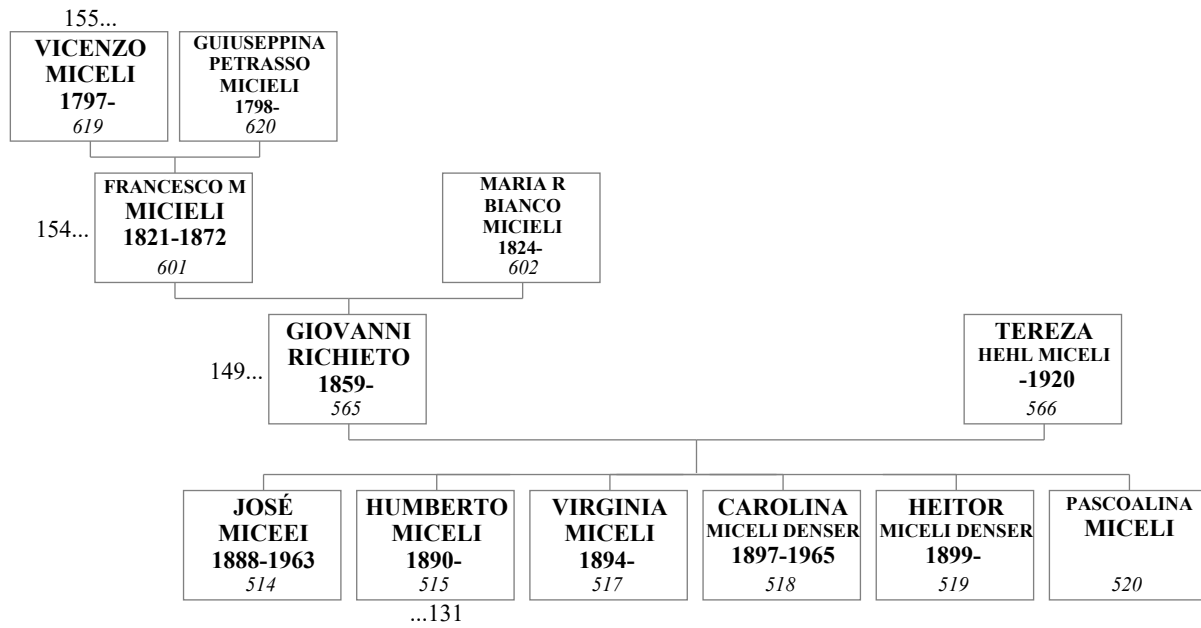 155...
VICENZO
MICELI
1797-
619
GUIUSEPPINA
PETRASSO
MICIELI
1798-
620
154...
FRANCESCO M
MICIELI
1821-1872
601
MARIA R
BIANCO
MICIELI
1824-
602
149...
GIOVANNI
RICHIETO
1859-
565
TEREZA
HEHL MICELI
-1920
566
JOSÉ
MICEEI
1888-1963
514
HUMBERTO
MICELI
1890-
515
...131
VIRGINIA
MICELI
1894-
517
CAROLINA
MICELI DENSER
1897-1965
518
HEITOR
MICELI DENSER
1899-
519
PASCOALINA
MICELI
520